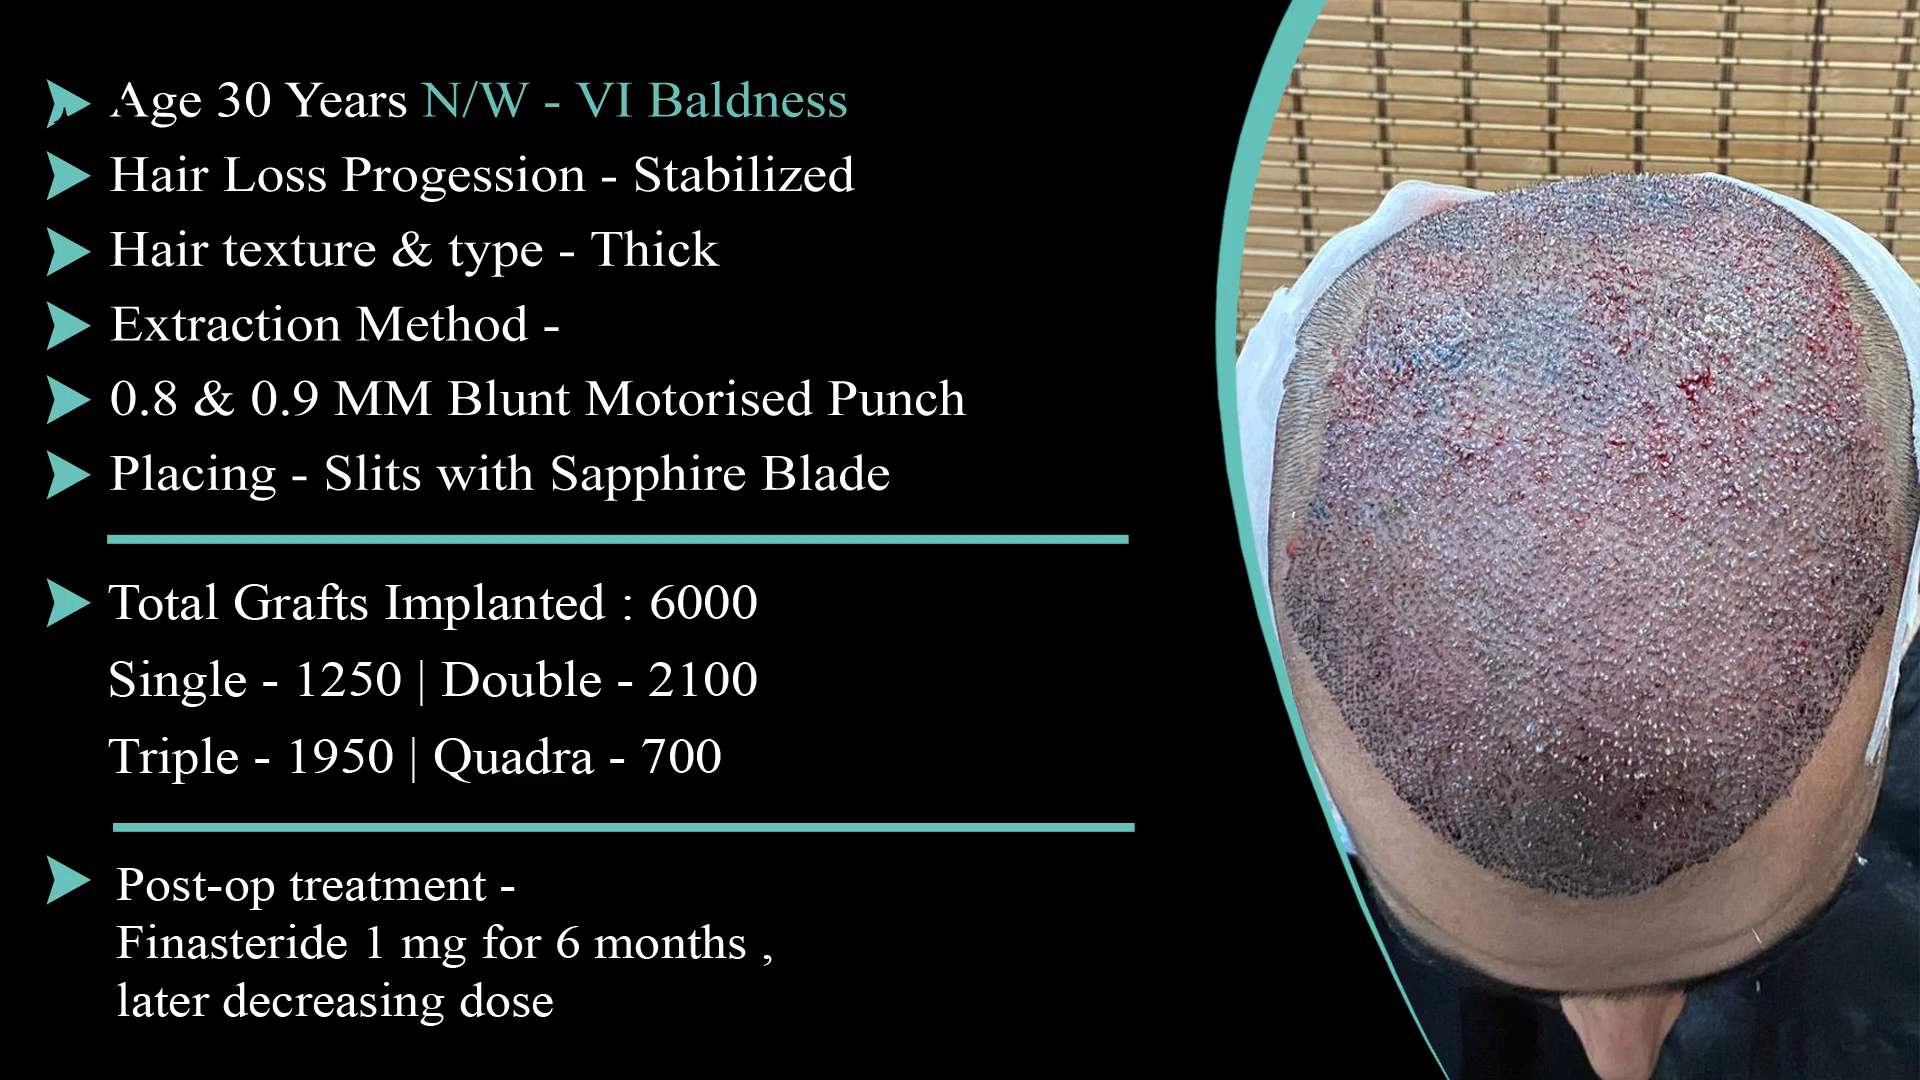 Age 30 Years N/W - VI Baldness
Hair Loss Progession - Stabilized
Hair texture & type - Thick
Extraction Method -
0.8 & 0.9 MM Blunt Motorised Punch
Placing - Slits with Sapphire Blade
Total Grafts Implanted : 6000
Single - 1250 | Double - 2100
Triple - 1950 | Quadra - 700
Post-op treatment -
Finasteride 1 mg for 6 months ,
later decreasing dose